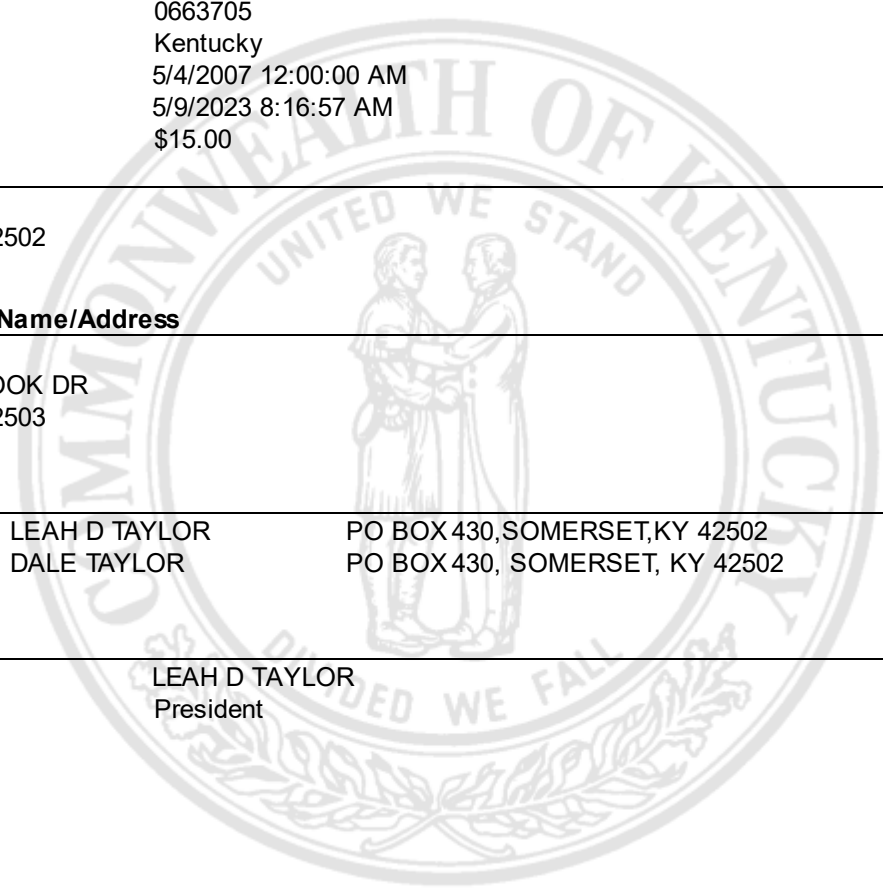 0663705
Kentucky
5/4/2007 12:00:00 AM
5/9/2023 8:16:57 AM
$15.00
2502
Name/Address
OOK DR
2503
LEAH D TAYLOR PO BOX 430,SOMERSET,KY 42502
DALE TAYLOR PO BOX 430, SOMERSET, KY 42502
LEAH D TAYLOR
President
COMMONWEALTH OF KENTUCKY
UNITED WE STAND
DIVIDED WE FALL